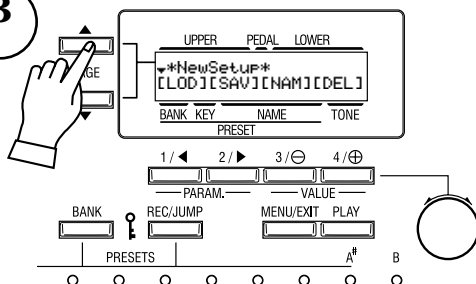 3
UPPER PEDAL LOWER
*NewSetup*
[LOD][SAV][NAM][DEL]
BANK KEY NAME TONE
PRESET
1/◀ 2/▶ 3/⊖ 4/⊕
PARAM. VALUE
BANK REC/JUMP MENU/EXIT PLAY
PRESETS A# B